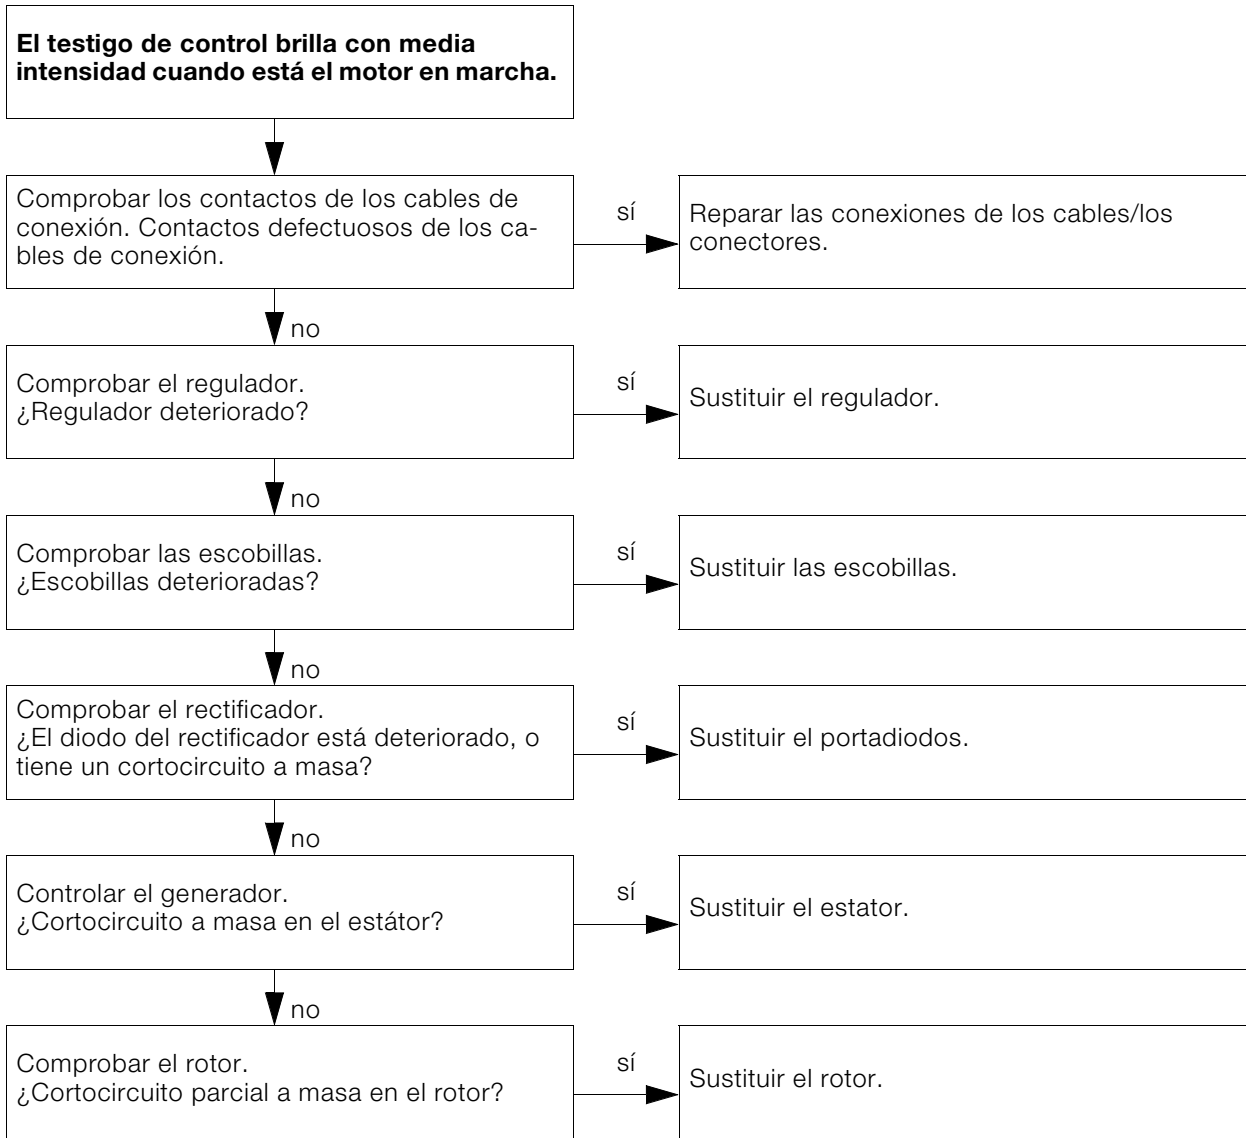 El testigo de control brilla con media
intensidad cuando está el motor en marcha.
Comprobar los contactos de los cables de
conexión. Contactos defectuosos de los ca-
bles de conexión.
sí
Reparar las conexiones de los cables/los
conectores.
no
Comprobar el regulador.
¿Regulador deteriorado?
sí
Sustituir el regulador.
no
Comprobar las escobillas.
¿Escobillas deterioradas?
sí
Sustituir las escobillas.
no
Comprobar el rectificador.
¿El diodo del rectificador está deteriorado, o
tiene un cortocircuito a masa?
sí
Sustituir el portadiodos.
no
Controlar el generador.
¿Cortocircuito a masa en el estátor?
sí
Sustituir el estator.
no
Comprobar el rotor.
¿Cortocircuito parcial a masa en el rotor?
sí
Sustituir el rotor.